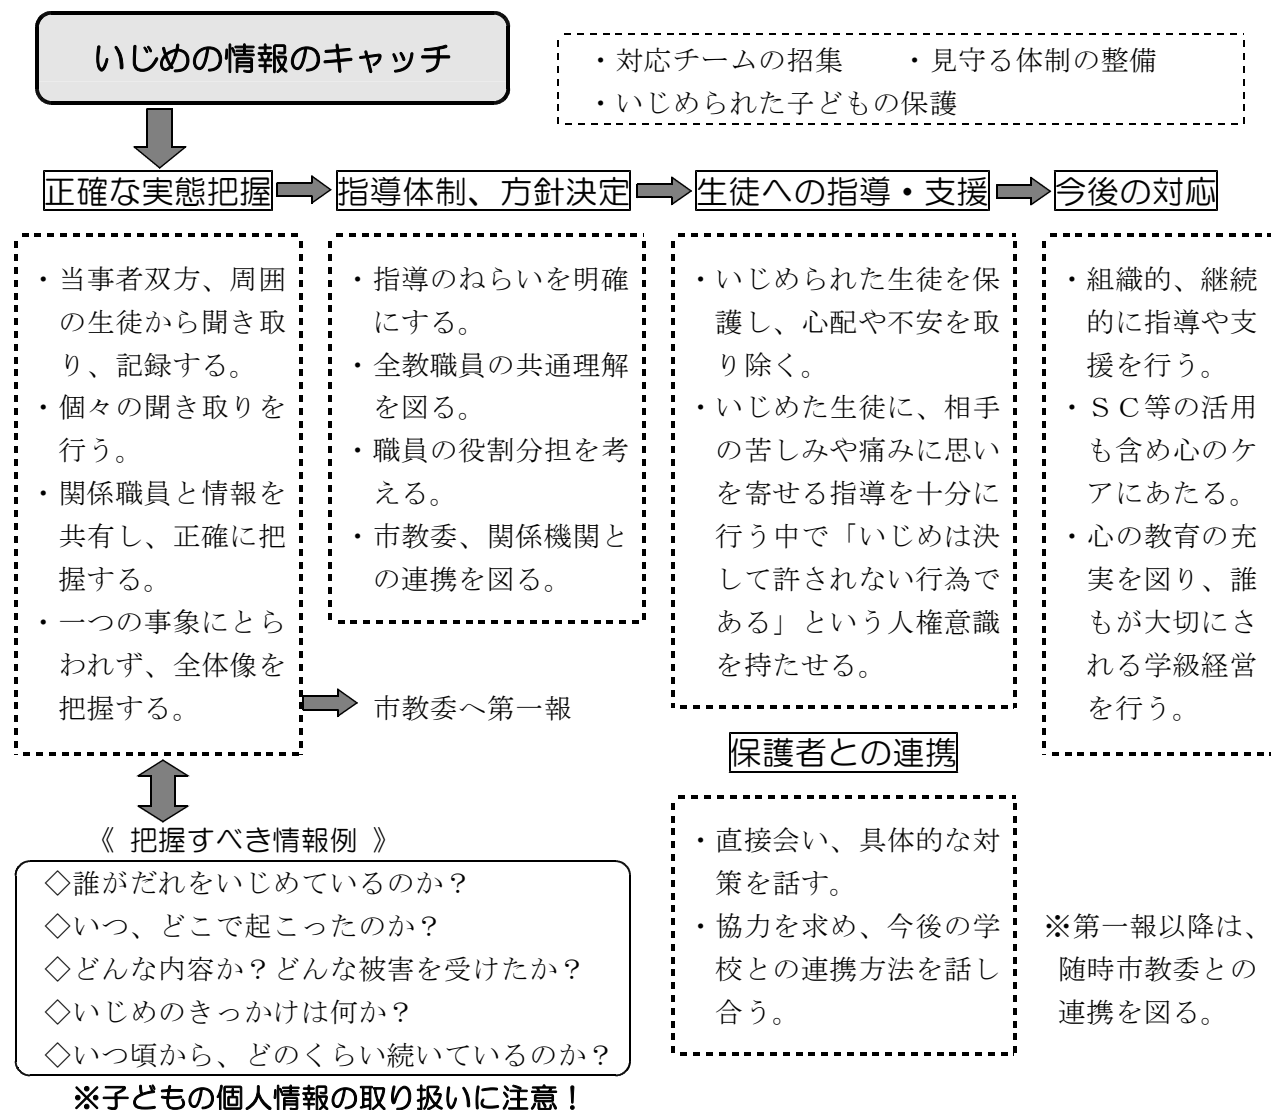 いじめの情報のキャッチ
・対応チームの招集　　・見守る体制の整備
・いじめられた子どもの保護
正確な実態把握
指導体制、方針決定
生徒への指導・支援
今後の対応
・当事者双方、周囲
の生徒から聞き取
り、記録する。
・個々の聞き取りを
行う。
・関係職員と情報を
共有し、正確に把
握する。
・一つの事象にとら
われず、全体像を
把握する。
・指導のねらいを明確
にする。
・全教職員の共通理解
を図る。
・職員の役割分担を考
える。
・市教委、関係機関と
の連携を図る。
市教委へ第一報
・いじめられた生徒を保
護し、心配や不安を取
り除く。
・いじめた生徒に、相手
の苦しみや痛みに思い
を寄せる指導を十分に
行う中で「いじめは決
して許されない行為で
ある」という人権意識
を持たせる。
・組織的、継続
的に指導や支
援を行う。
・ＳＣ等の活用
も含め心のケ
アにあたる。
・心の教育の充
実を図り、誰
もが大切にさ
れる学級経営
を行う。
保護者との連携
・直接会い、具体的な対
策を話す。
・協力を求め、今後の学
校との連携方法を話し
合う。
※第一報以降は、
随時市教委との
連携を図る。
《 把握すべき情報例 》
◇誰がだれをいじめているのか？
◇いつ、どこで起こったのか？
◇どんな内容か？どんな被害を受けたか？
◇いじめのきっかけは何か？
◇いつ頃から、どのくらい続いているのか？
※子どもの個人情報の取り扱いに注意！